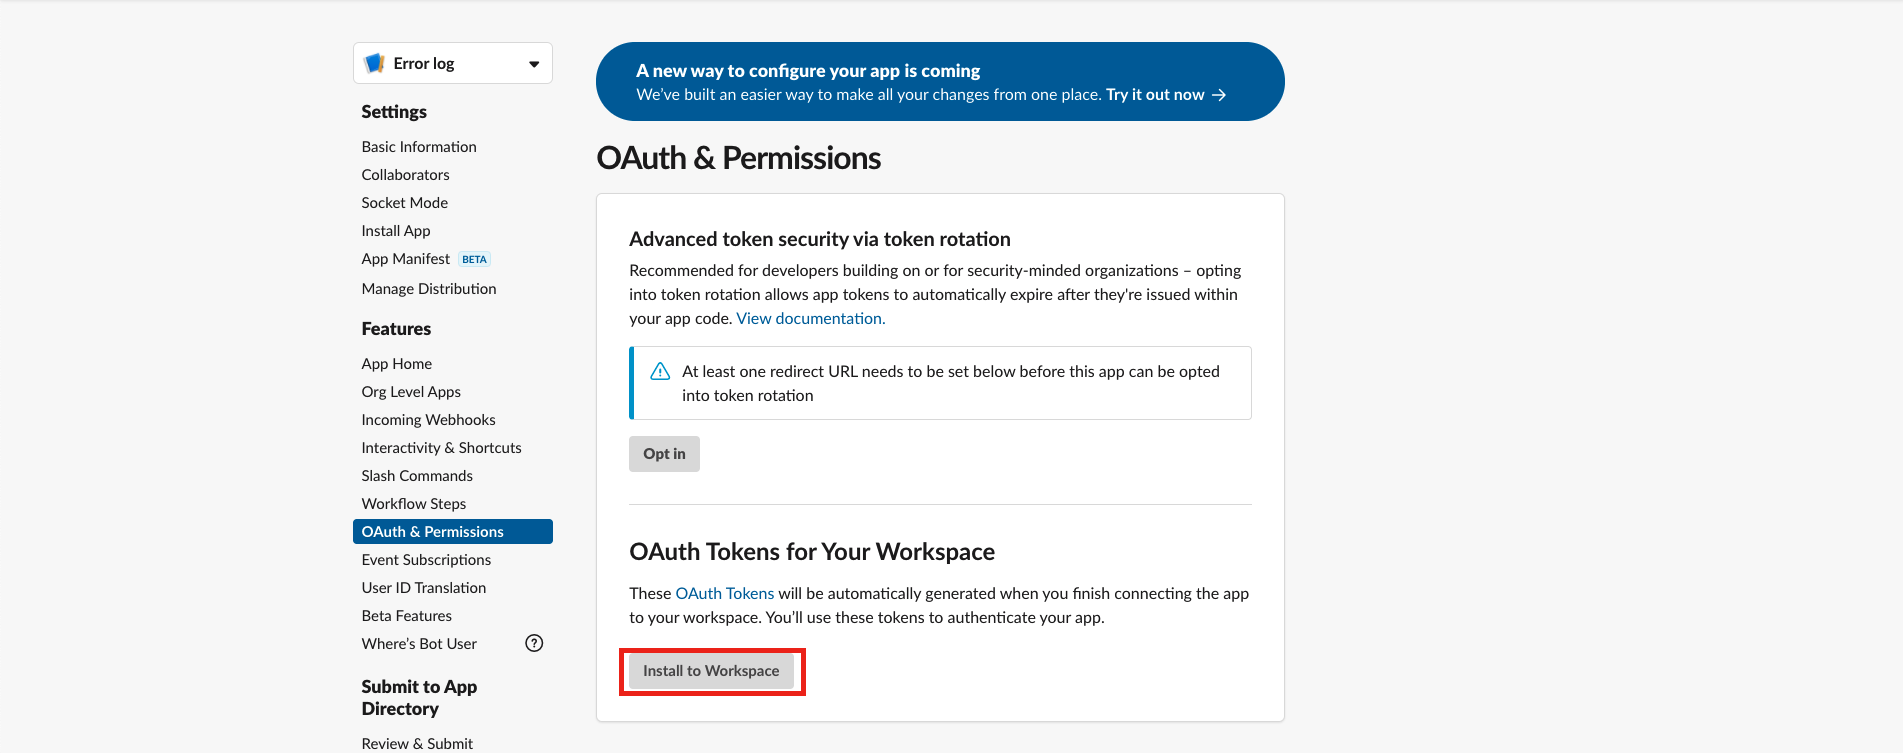 Error log
Settings
Basic Information
Collaborators
Socket Mode
Install App
App Manifest BETA
Manage Distribution
Features
App Home
Org Level Apps
Incoming Webhooks
Interactivity & Shortcuts
Slash Commands
Workflow Steps
OAuth & Permissions
Event Subscriptions
User ID Translation
Beta Features
Where's Bot User ?
Submit to App
Directory
Review & Submit
A new way to configure your app is coming
We've built an easier way to make all your changes from one place. Try it out now →
OAuth & Permissions
Advanced token security via token rotation
Recommended for developers building on or for security-minded organizations – opting
into token rotation allows app tokens to automatically expire after they're issued within
your app code. View documentation.
At least one redirect URL needs to be set below before this app can be opted
into token rotation
Opt in
OAuth Tokens for Your Workspace
These OAuth Tokens will be automatically generated when you finish connecting the app
to your workspace. You'll use these tokens to authenticate your app.
Install to Workspace